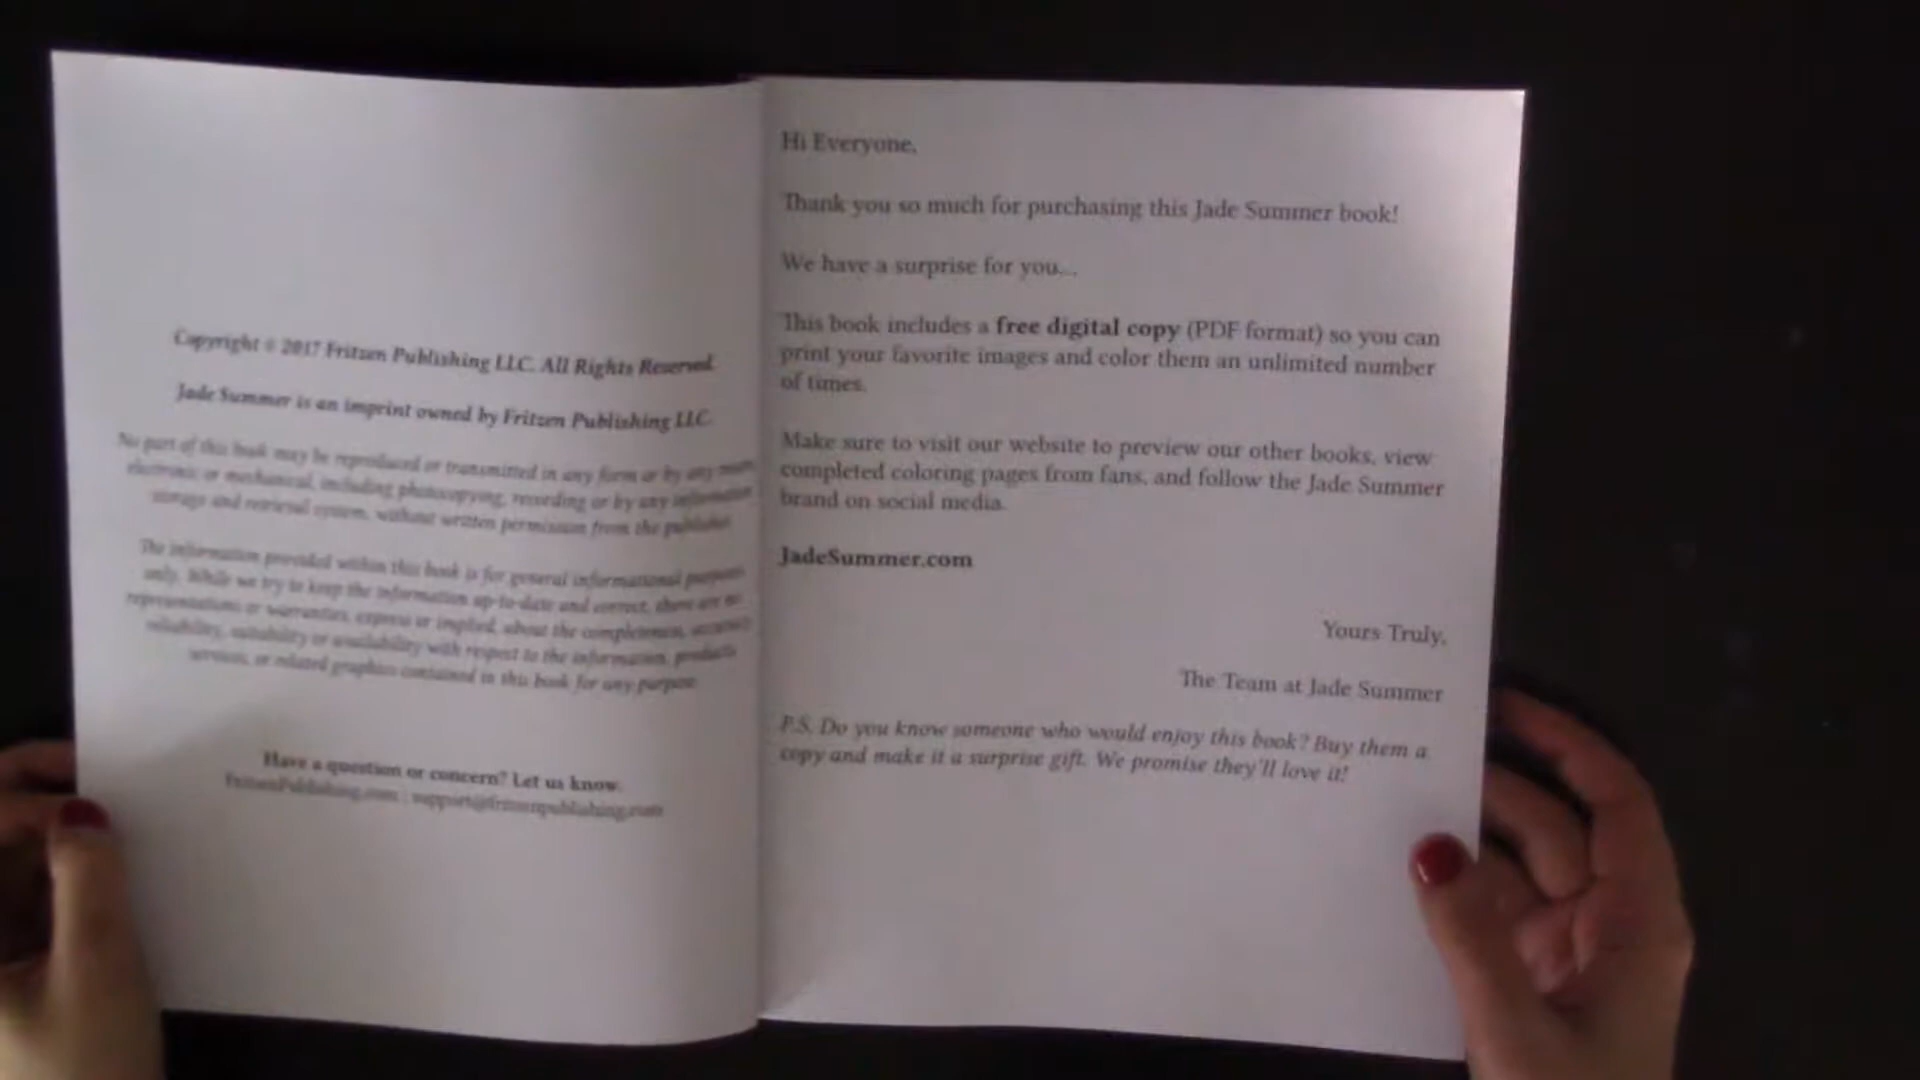 Copyright © 2017 Fritzen Publishing LLC. All Rights Reserved.
Jade Summer is an imprint owned by Fritzen Publishing LLC.
No part of this book may be reproduced or transmitted in any form or by any means,
electronic or mechanical, including photocopying, recording or by any information
storage and retrieval system, without written permission from the publisher.
The information provided within this book is for general informational purposes
only. While we try to keep the information up-to-date and correct, there are no
representations or warranties, express or implied, about the completeness, accuracy,
reliability, suitability or availability with respect to the information, products,
services, or related graphics contained in this book for any purpose.
Have a question or concern? Let us know.
FritzenPublishing.com | support@fritzenpublishing.com
Hi Everyone,
Thank you so much for purchasing this Jade Summer book!
We have a surprise for you...
This book includes a free digital copy (PDF format) so you can
print your favorite images and color them an unlimited number
of times.
Make sure to visit our website to preview our other books, view
completed coloring pages from fans, and follow the Jade Summer
brand on social media.
JadeSummer.com
Yours Truly,
The Team at Jade Summer
P.S. Do you know someone who would enjoy this book? Buy them a
copy and make it a surprise gift. We promise they'll love it!